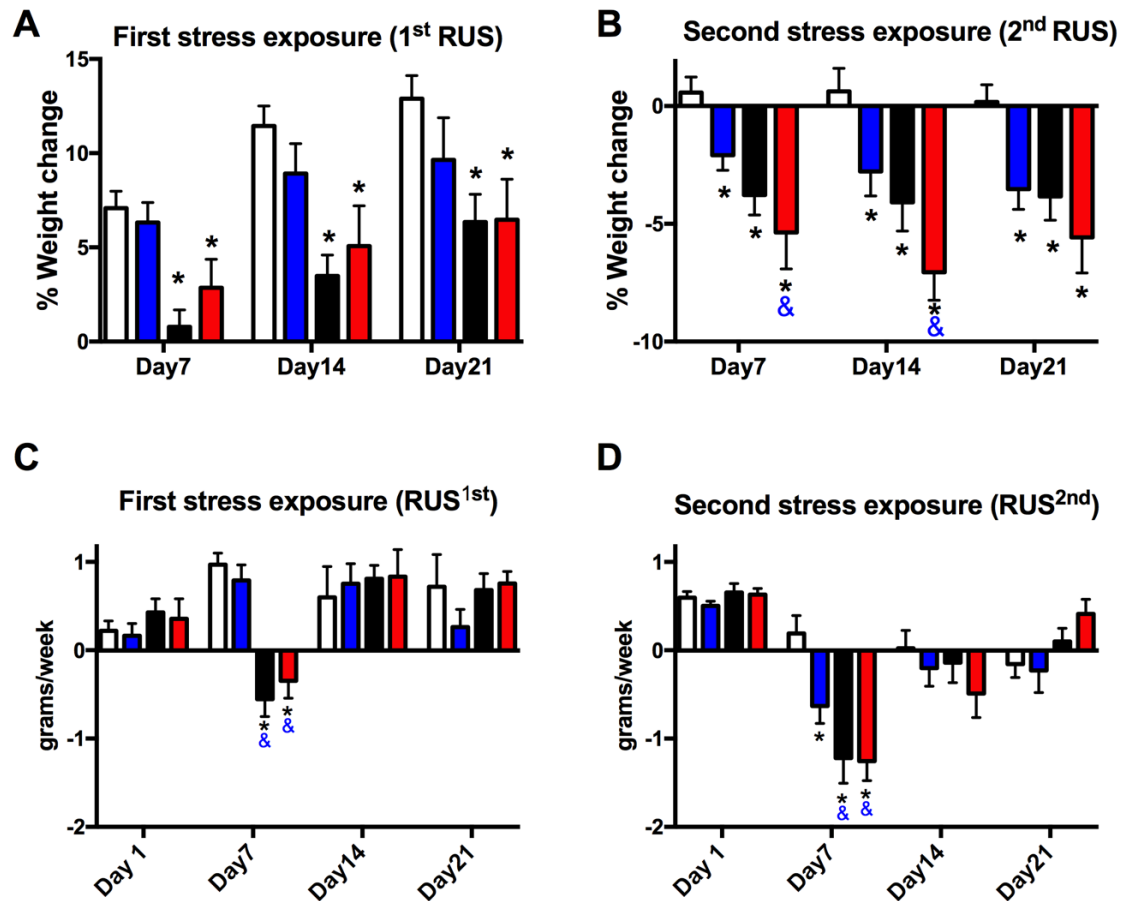 A
First stress exposure (1st RUS)
% Weight change
15
10
5
0
* * * * * *
Day7 Day14 Day21
B
Second stress exposure (2nd RUS)
% Weight change
0
-5
-10
* * * * * * * * *
& &
Day7 Day14 Day21
C
First stress exposure (RUS1st)
grams/week
1
0
-1
-2
* *
& &
Day 1 Day7 Day14 Day21
D
Second stress exposure (RUS2nd)
grams/week
1
0
-1
-2
* * *
& &
Day 1 Day7 Day14 Day21